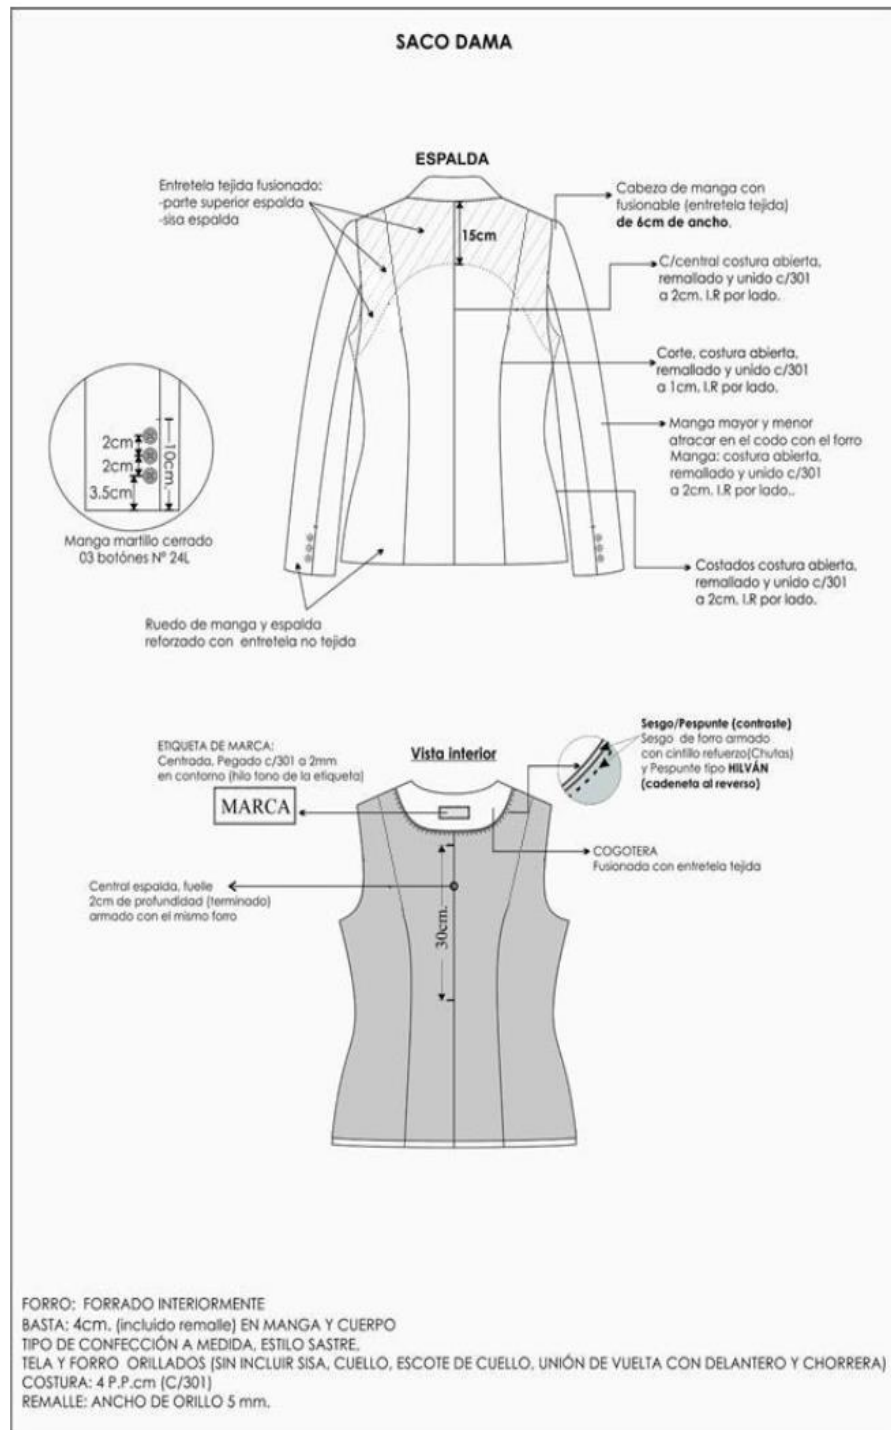 SACO DAMA
ESPALDA
Entretela tejida fusionado:
-parte superior espalda
-sisa espalda
15cm
Cabeza de manga con
fusionable (entretela tejida)
de 6cm de ancho.
C/central costura abierta,
remallado y unido c/301
a 2cm. I.R por lado.
Corte, costura abierta,
remallado y unido c/301
a 1cm. I.R por lado.
Manga mayor y menor
atracar en el codo con el forro
Manga: costura abierta,
remallado y unido c/301
a 2cm. I.R por lado..
Costados costura abierta,
remallado y unido c/301
a 2cm. I.R por lado.
2cm
2cm
3.5cm
10cm.
Manga martillo cerrado
03 botónes Nº 24L
Ruedo de manga y espalda
reforzado con entretela no tejida
ETIQUETA DE MARCA:
Centrada, Pegado c/301 a 2mm
en contorno (hilo tono de la etiqueta)
MARCA
Vista interior
Sesgo/Pespunte (contraste)
Sesgo de forro armado
con cintillo refuerzo(Chutas)
y Pespunte tipo HILVÁN
(cadeneta al reverso)
COGOTERA
Fusionada con entretela tejida
Central espalda, fuelle
2cm de profundidad (terminado)
armado con el mismo forro
30cm.
FORRO: FORRADO INTERIORMENTE
BASTA: 4cm. (incluido remalle) EN MANGA Y CUERPO
TIPO DE CONFECCIÓN A MEDIDA, ESTILO SASTRE.
TELA Y FORRO ORILLADOS (SIN INCLUIR SISA, CUELLO, ESCOTE DE CUELLO, UNIÓN DE VUELTA CON DELANTERO Y CHORRERA)
COSTURA: 4 P.P.cm (C/301)
REMALLE: ANCHO DE ORILLO 5 mm.